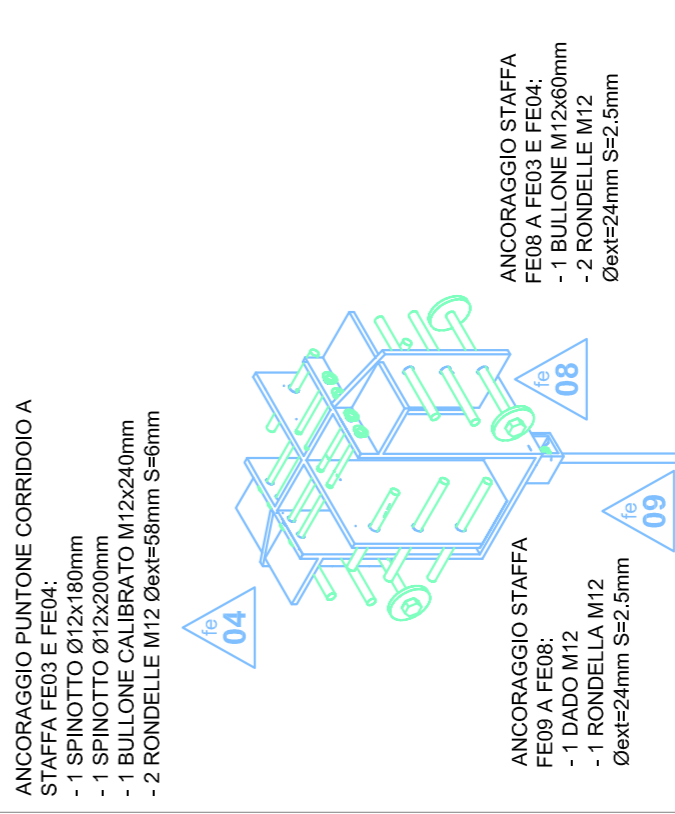 ANCORAGGIO PUNTONE CORRIDOIO A
STAFFA FE03 E FE04:
- 1 SPINOTTO Ø12x180mm
- 1 SPINOTTO Ø12x200mm
- 1 BULLONE CALIBRATO M12x240mm
- 2 RONDELLE M12 Øext=58mm S=6mm
fe
04
ANCORAGGIO STAFFA
FE08 A FE03 E FE04:
- 1 BULLONE M12x60mm
- 2 RONDELLE M12
Øext=24mm S=2.5mm
fe
08
ANCORAGGIO STAFFA
FE09 A FE08:
- 1 DADO M12
- 1 RONDELLA M12
Øext=24mm S=2.5mm
fe
09